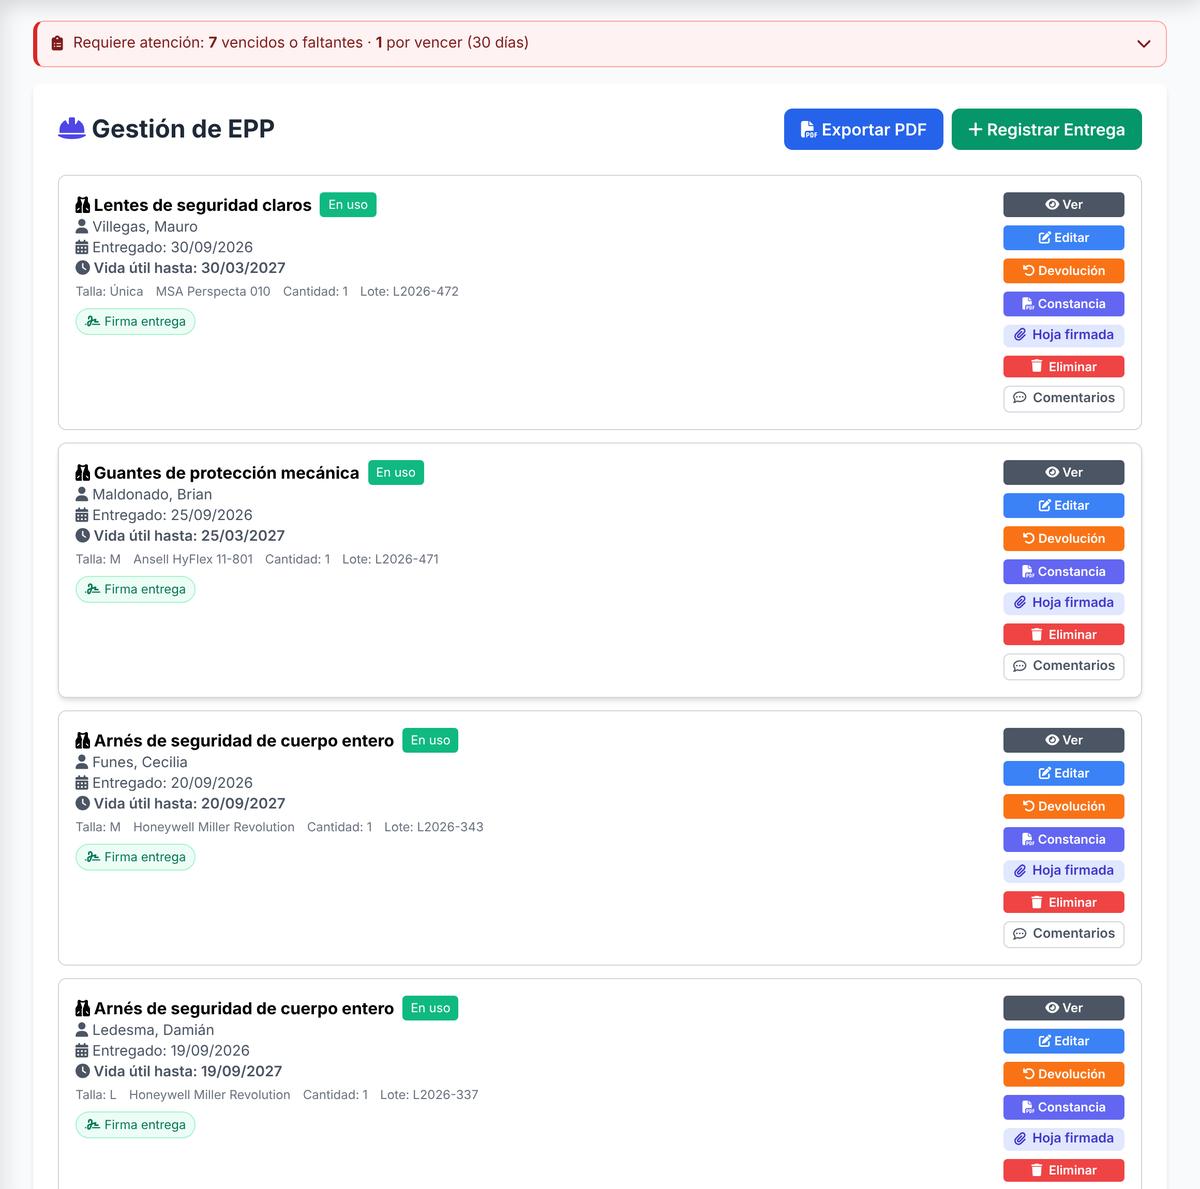 Requiere atención: 7 vencidos o faltantes · 1 por vencer (30 días)
Gestión de EPP
Exportar PDF
Registrar Entrega
Lentes de seguridad claros En uso
Villegas, Mauro
Entregado: 30/09/2026
Vida útil hasta: 30/03/2027
Talla: Única MSA Perspecta 010 Cantidad: 1 Lote: L2026-472
Firma entrega
Ver
Editar
Devolución
Constancia
Hoja firmada
Eliminar
Comentarios
Guantes de protección mecánica En uso
Maldonado, Brian
Entregado: 25/09/2026
Vida útil hasta: 25/03/2027
Talla: M Ansell HyFlex 11-801 Cantidad: 1 Lote: L2026-471
Firma entrega
Ver
Editar
Devolución
Constancia
Hoja firmada
Eliminar
Comentarios
Arnés de seguridad de cuerpo entero En uso
Funes, Cecilia
Entregado: 20/09/2026
Vida útil hasta: 20/09/2027
Talla: M Honeywell Miller Revolution Cantidad: 1 Lote: L2026-343
Firma entrega
Ver
Editar
Devolución
Constancia
Hoja firmada
Eliminar
Comentarios
Arnés de seguridad de cuerpo entero En uso
Ledesma, Damián
Entregado: 19/09/2026
Vida útil hasta: 19/09/2027
Talla: L Honeywell Miller Revolution Cantidad: 1 Lote: L2026-337
Firma entrega
Ver
Editar
Devolución
Constancia
Hoja firmada
Eliminar